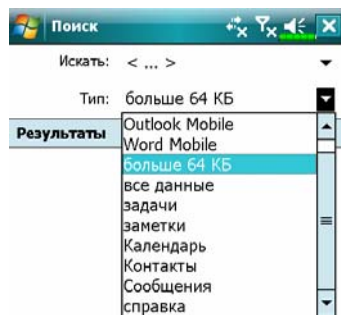 Поиск
Искать: < ... >
Тип: больше 64 КБ
Результаты
Outlook Mobile
Word Mobile
больше 64 КБ
все данные
задачи
заметки
Календарь
Контакты
Сообщения
справка